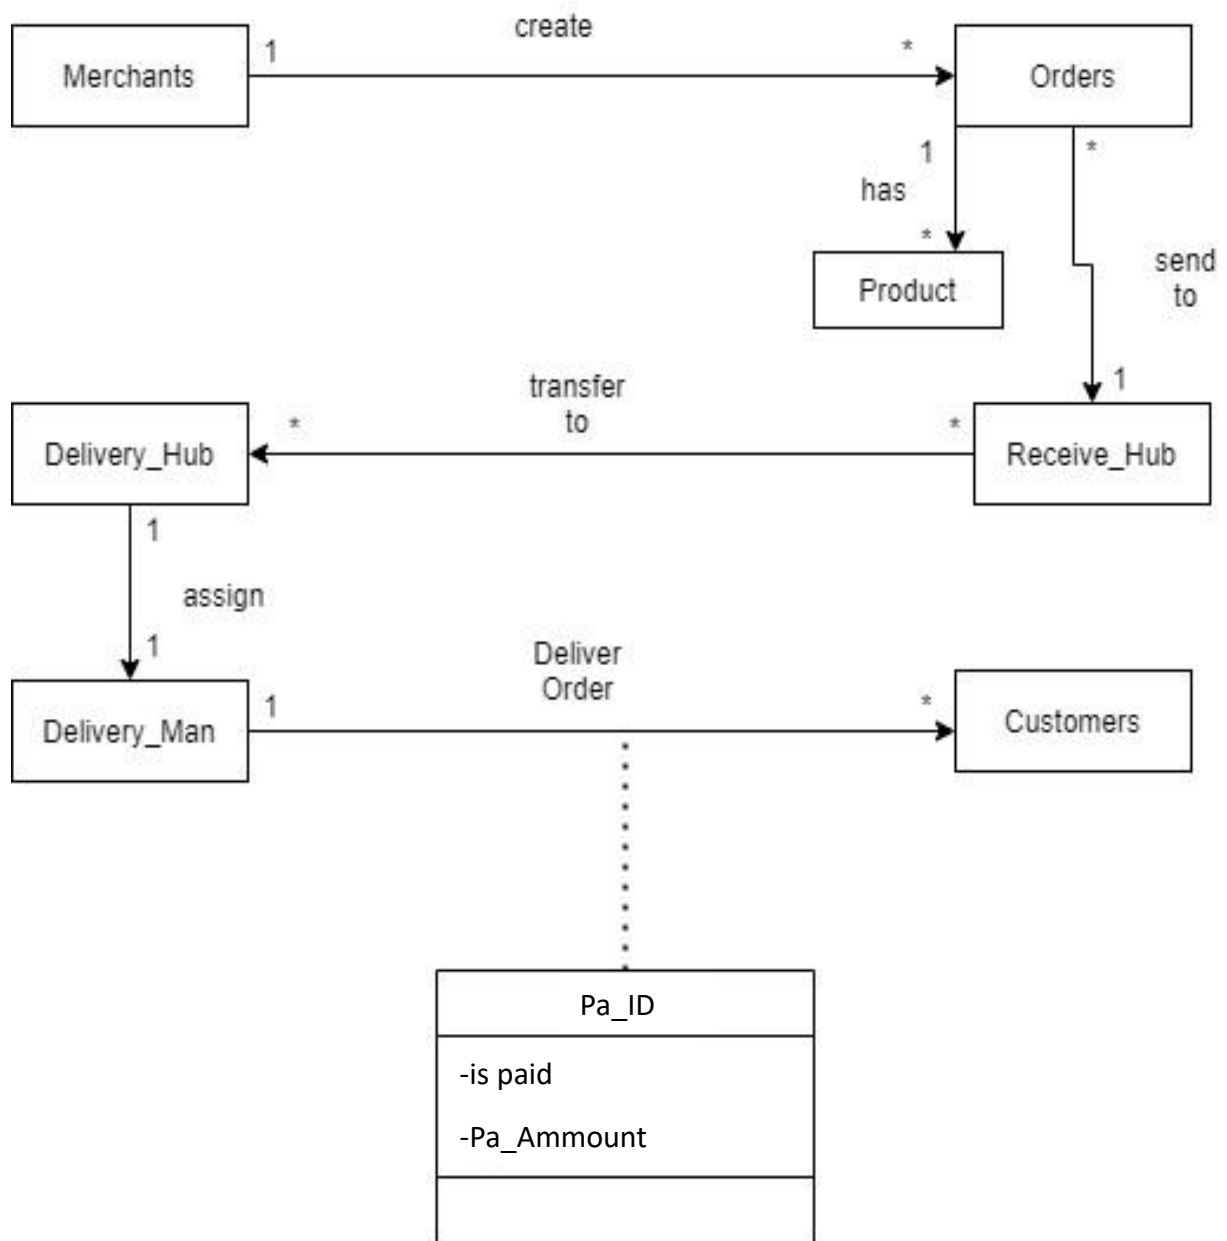 create
1
*
Merchants
Orders
1
*
has
*
Product
send
to
1
transfer
to
*
*
Delivery_Hub
Receive_Hub
1
assign
1
Deliver
Order
1
*
Delivery_Man
Customers
Pa_ID
-is paid
-Pa_Ammount